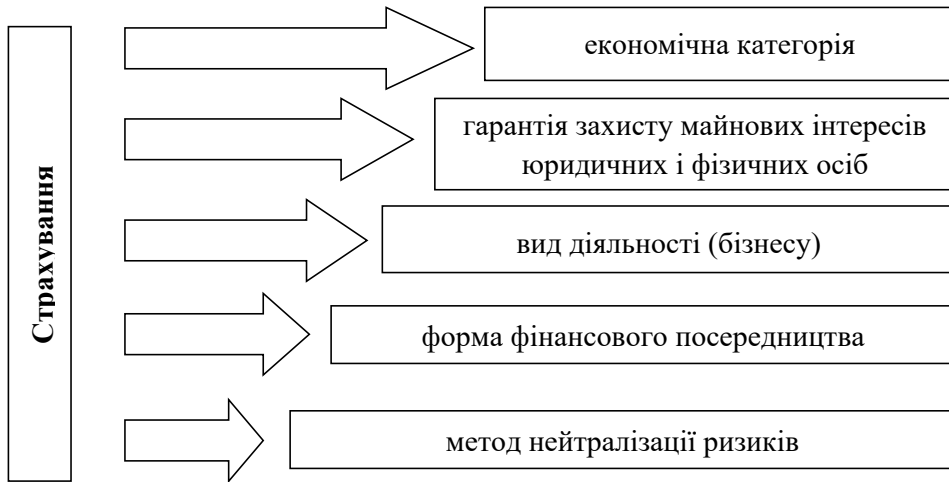 Страхування
економічна категорія
гарантія захисту майнових інтересів
юридичних і фізичних осіб
вид діяльності (бізнесу)
форма фінансового посередництва
метод нейтралізації ризиків